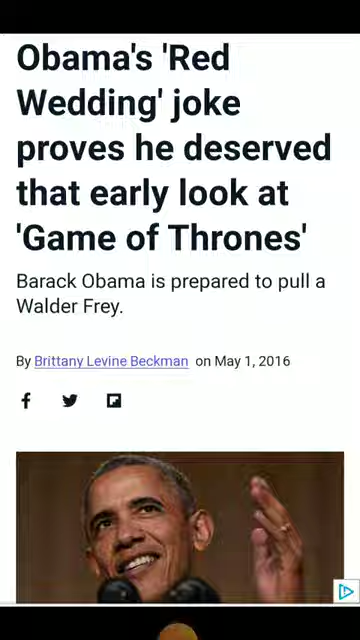 Obama's 'Red
Wedding' joke
proves he deserved
that early look at
'Game of Thrones'
Barack Obama is prepared to pull a
Walder Frey.
By Brittany Levine Beckman on May 1, 2016